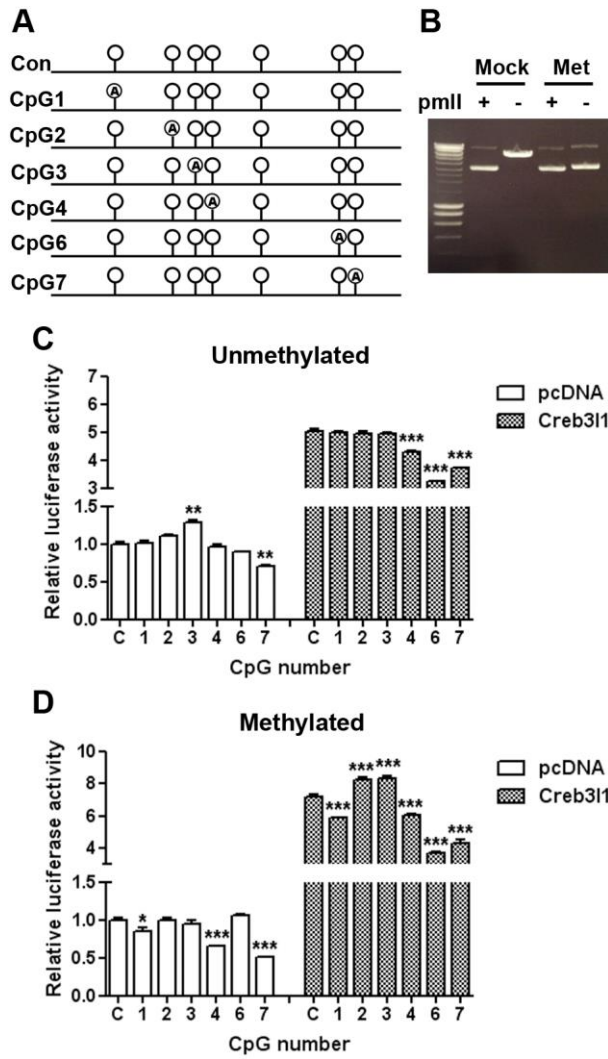 A
Con
CpG1 A
CpG2 A
CpG3 A
CpG4 A
CpG6 A
CpG7 A
B
Mock Met
pmII + - + -
C
Unmethylated
Relative luciferase activity
7
6
5
4
3
1.5
1.0
0.5
0.0
** **
*** *** ***
C 1 2 3 4 6 7 C 1 2 3 4 6 7
CpG number
pcDNA
Creb3l1
D
Methylated
Relative luciferase activity
10
8
6
4
1.5
1.0
0.5
0.0
* *** ***
*** *** *** *** *** ***
C 1 2 3 4 6 7 C 1 2 3 4 6 7
CpG number
pcDNA
Creb3l1